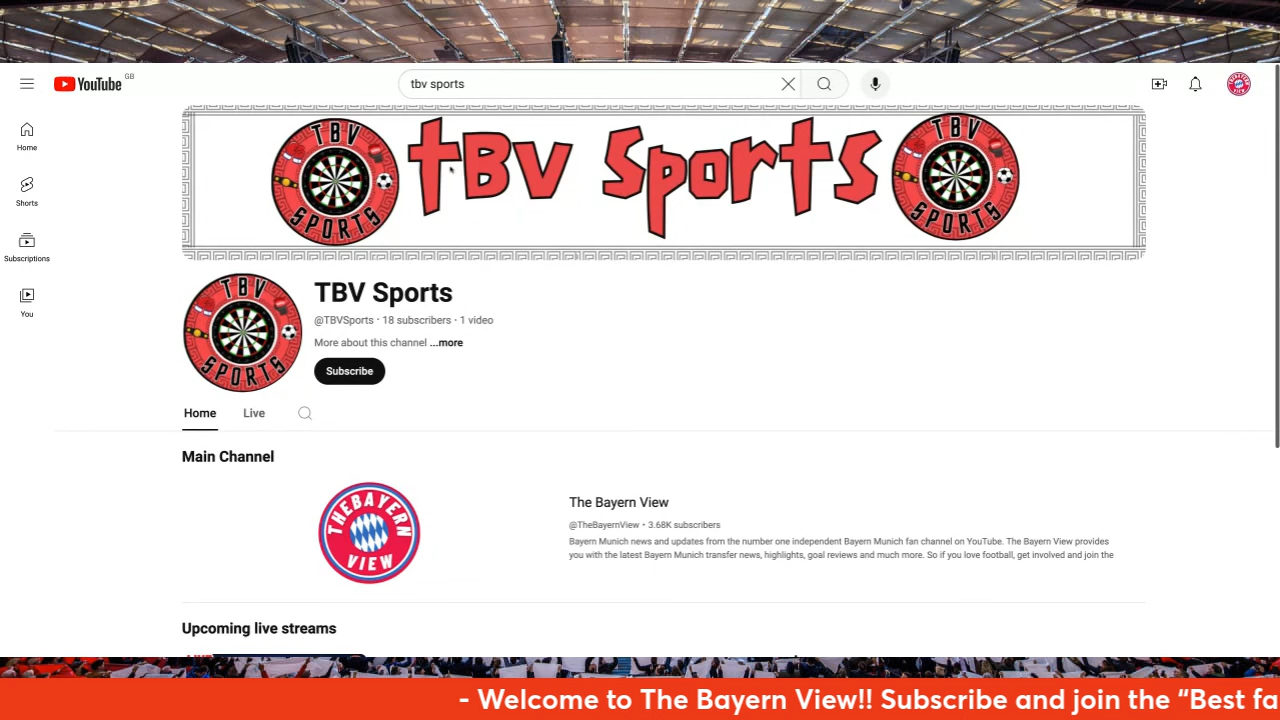 YouTube GB
tbv sports
Home
Shorts
Subscriptions
You
TBV SPORTS
tBV Sports
TBV SPORTS
TBV SPORTS
TBV Sports
@TBVSports • 18 subscribers • 1 video
More about this channel ...more
Subscribe
Home Live
Main Channel
THE BAYERN VIEW
The Bayern View
@TheBayernView • 3.68K subscribers
Bayern Munich news and updates from the number one independent Bayern Munich fan channel on YouTube. The Bayern View provides
you with the latest Bayern Munich transfer news, highlights, goal reviews and much more. So if you love football, get involved and join the
Upcoming live streams
- Welcome to The Bayern View!! Subscribe and join the “Best fa